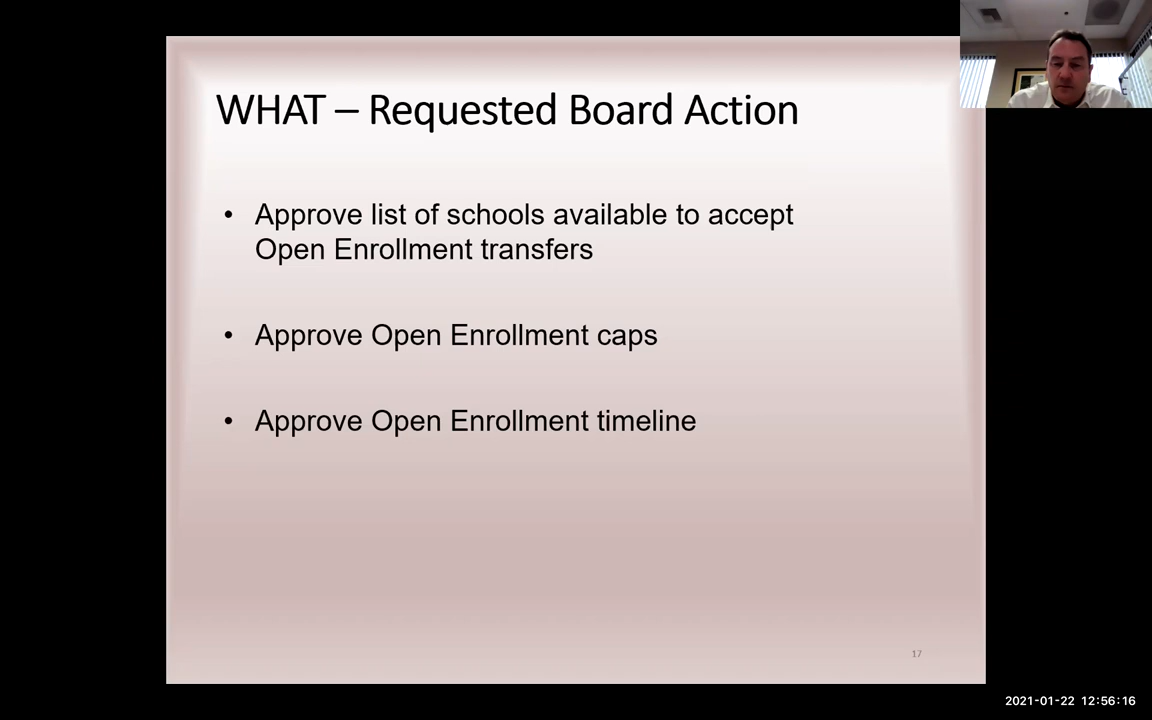 WHAT – Requested Board Action
• Approve list of schools available to accept
Open Enrollment transfers
• Approve Open Enrollment caps
• Approve Open Enrollment timeline
17
2021-01-22 12:56:16